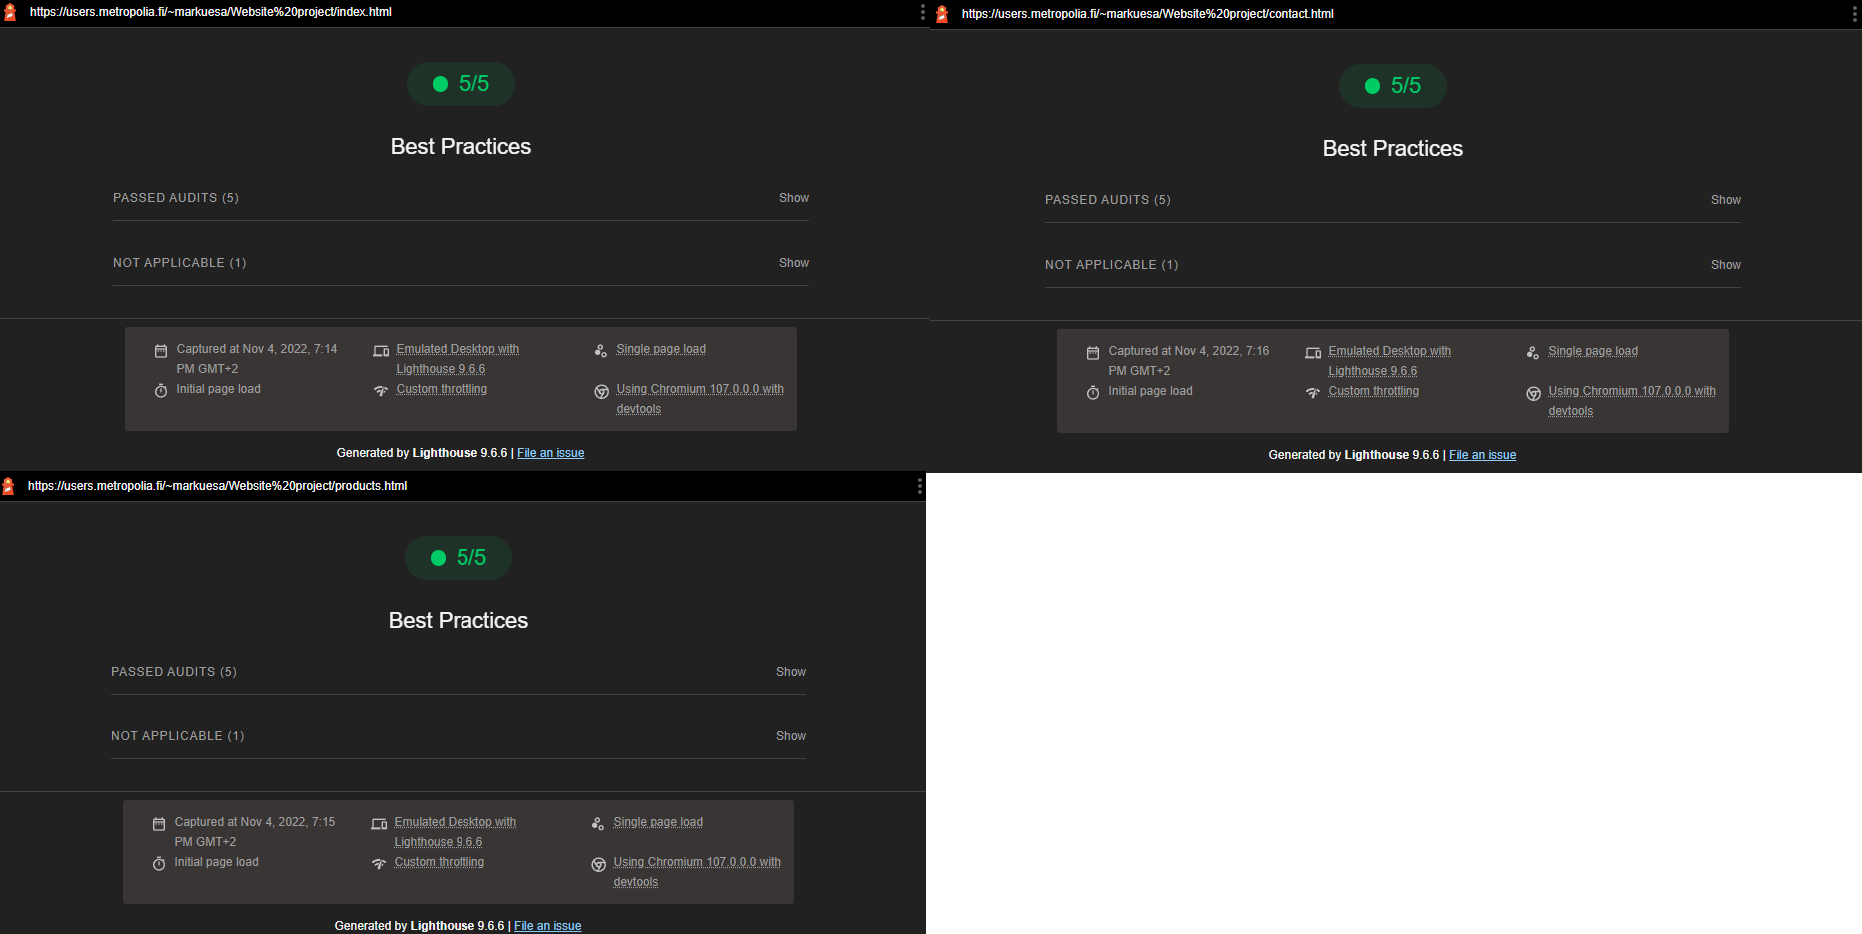 https://users.metropolia.fi/~markuesa/Website%20project/index.html
5/5
Best Practices
PASSED AUDITS (5) Show
NOT APPLICABLE (1) Show
Captured at Nov 4, 2022, 7:14
PM GMT+2
Initial page load
Emulated Desktop with
Lighthouse 9.6.6
Custom throttling
Single page load
Using Chromium 107.0.0.0 with
devtools
Generated by Lighthouse 9.6.6 | File an issue
https://users.metropolia.fi/~markuesa/Website%20project/contact.html
5/5
Best Practices
PASSED AUDITS (5) Show
NOT APPLICABLE (1) Show
Captured at Nov 4, 2022, 7:16
PM GMT+2
Initial page load
Emulated Desktop with
Lighthouse 9.6.6
Custom throttling
Single page load
Using Chromium 107.0.0.0 with
devtools
Generated by Lighthouse 9.6.6 | File an issue
https://users.metropolia.fi/~markuesa/Website%20project/products.html
5/5
Best Practices
PASSED AUDITS (5) Show
NOT APPLICABLE (1) Show
Captured at Nov 4, 2022, 7:15
PM GMT+2
Initial page load
Emulated Desktop with
Lighthouse 9.6.6
Custom throttling
Single page load
Using Chromium 107.0.0.0 with
devtools
Generated by Lighthouse 9.6.6 | File an issue